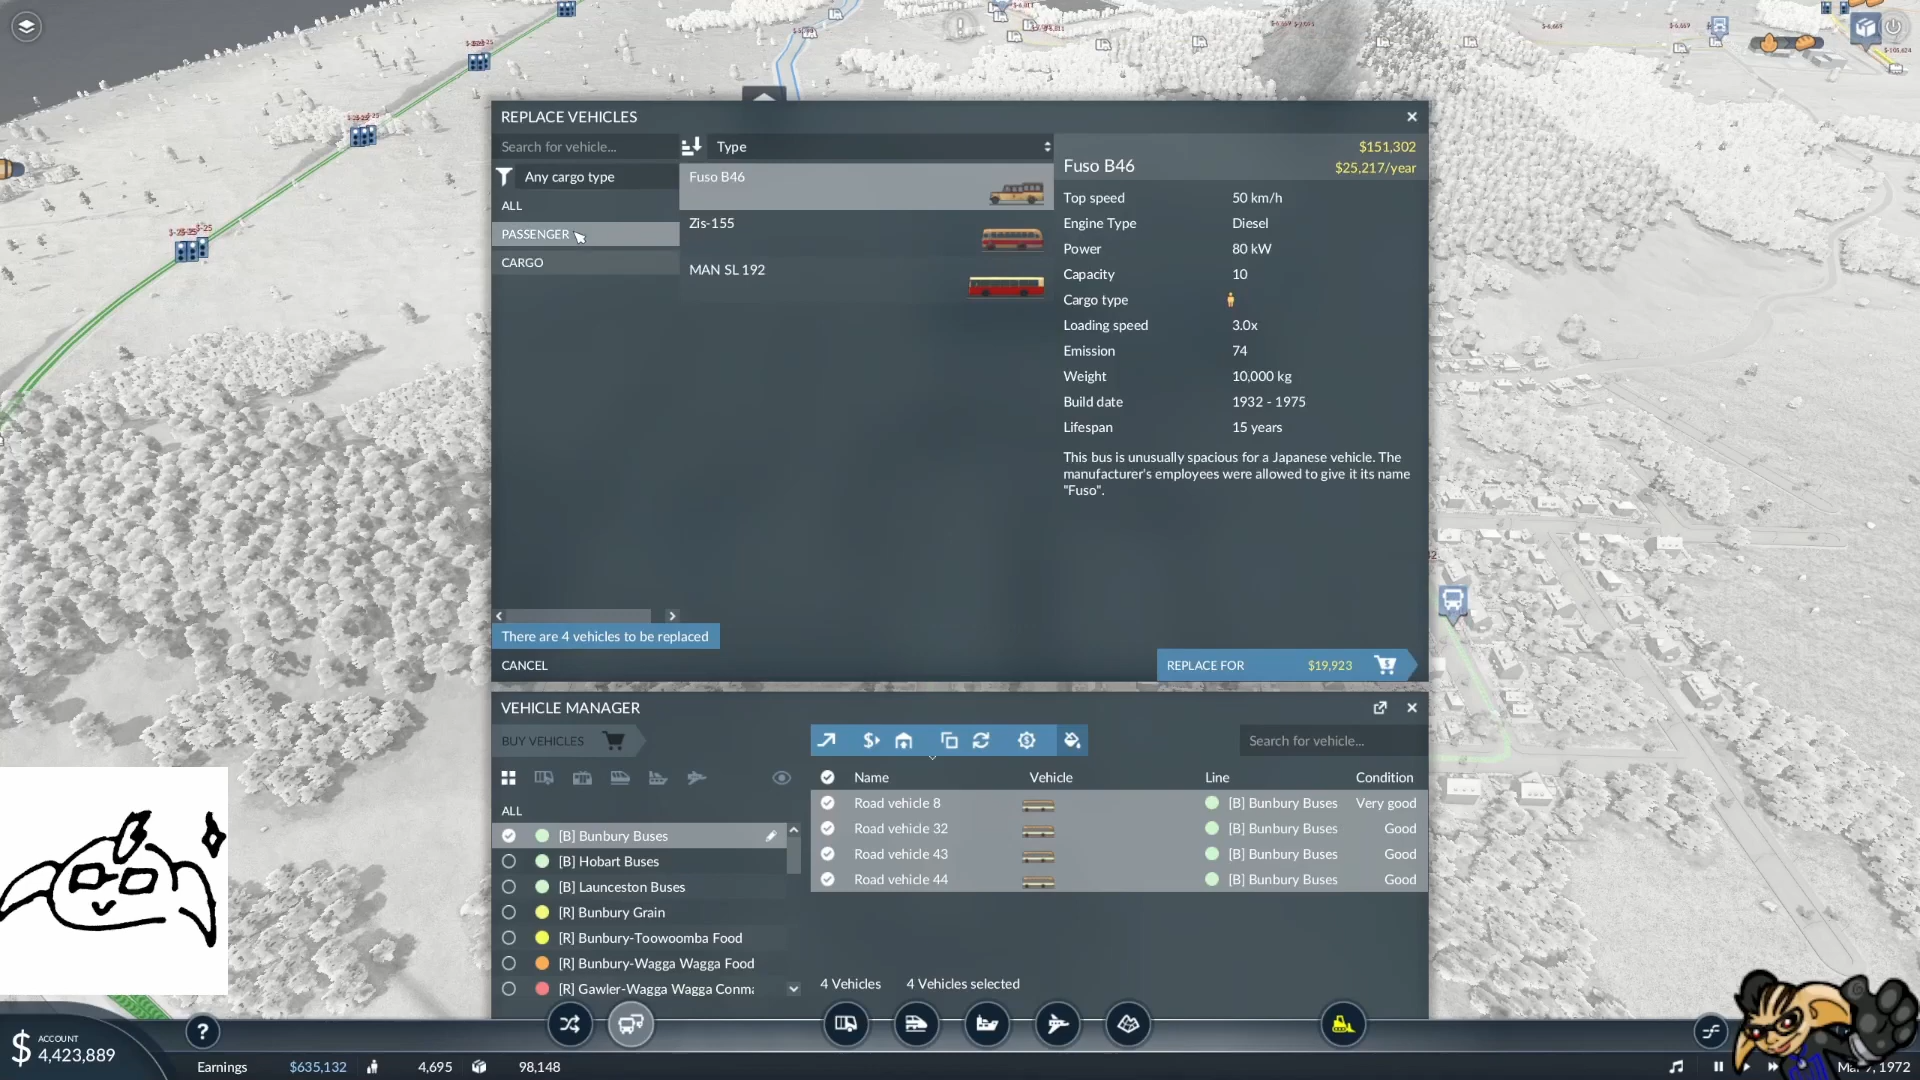 REPLACE VEHICLES
Search for vehicle...
Type
Any cargo type
ALL
PASSENGER
CARGO
Fuso B46
Zis-155
MAN SL 192
$151,302
Fuso B46
$25,217/year
Top speed 50 km/h
Engine Type Diesel
Power 80 kW
Capacity 10
Cargo type
Loading speed 3.0x
Emission 74
Weight 10,000 kg
Build date 1932 - 1975
Lifespan 15 years
This bus is unusually spacious for a Japanese vehicle. The
manufacturer's employees were allowed to give it its name
"Fuso".
There are 4 vehicles to be replaced
CANCEL
REPLACE FOR $19,923
VEHICLE MANAGER
BUY VEHICLES
Search for vehicle...
ALL
[B] Bunbury Buses
[B] Hobart Buses
[B] Launceston Buses
[R] Bunbury Grain
[R] Bunbury-Toowoomba Food
[R] Bunbury-Wagga Wagga Food
[R] Gawler-Wagga Wagga Conma
Name Vehicle Line Condition
Road vehicle 8 [B] Bunbury Buses Very good
Road vehicle 32 [B] Bunbury Buses Good
Road vehicle 43 [B] Bunbury Buses Good
Road vehicle 44 [B] Bunbury Buses Good
4 Vehicles 4 Vehicles selected
ACCOUNT
$ 4,423,889
?
Earnings $635,132 4,695 98,148
1972